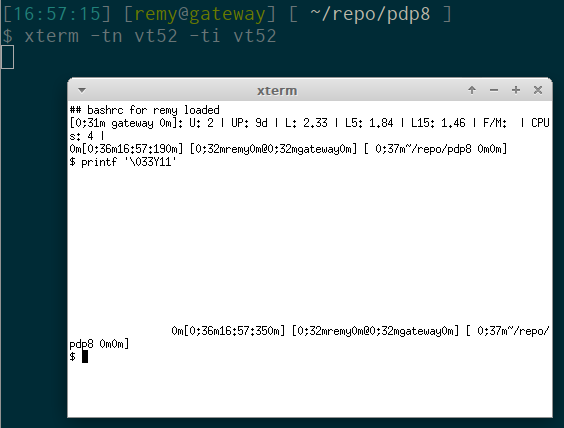 [16:57:15] [remy@gateway] [ ~/repo/pdp8 ]
$ xterm -tn vt52 -ti vt52
xterm
## bashrc for remy loaded
[0;31m gateway 0m]: U: 2 | UP: 9d | L: 2.33 | L5: 1.84 | L15: 1.46 | F/M:  | CPU
s: 4 |
0m[0;36m16:57:190m] [0;32mremy0m@0;32mgateway0m] [ 0;37m~/repo/pdp8 0m0m]
$ printf '\033Y11'
0m[0;36m16:57:350m] [0;32mremy0m@0;32mgateway0m] [ 0;37m~/repo/
pdp8 0m0m]
$